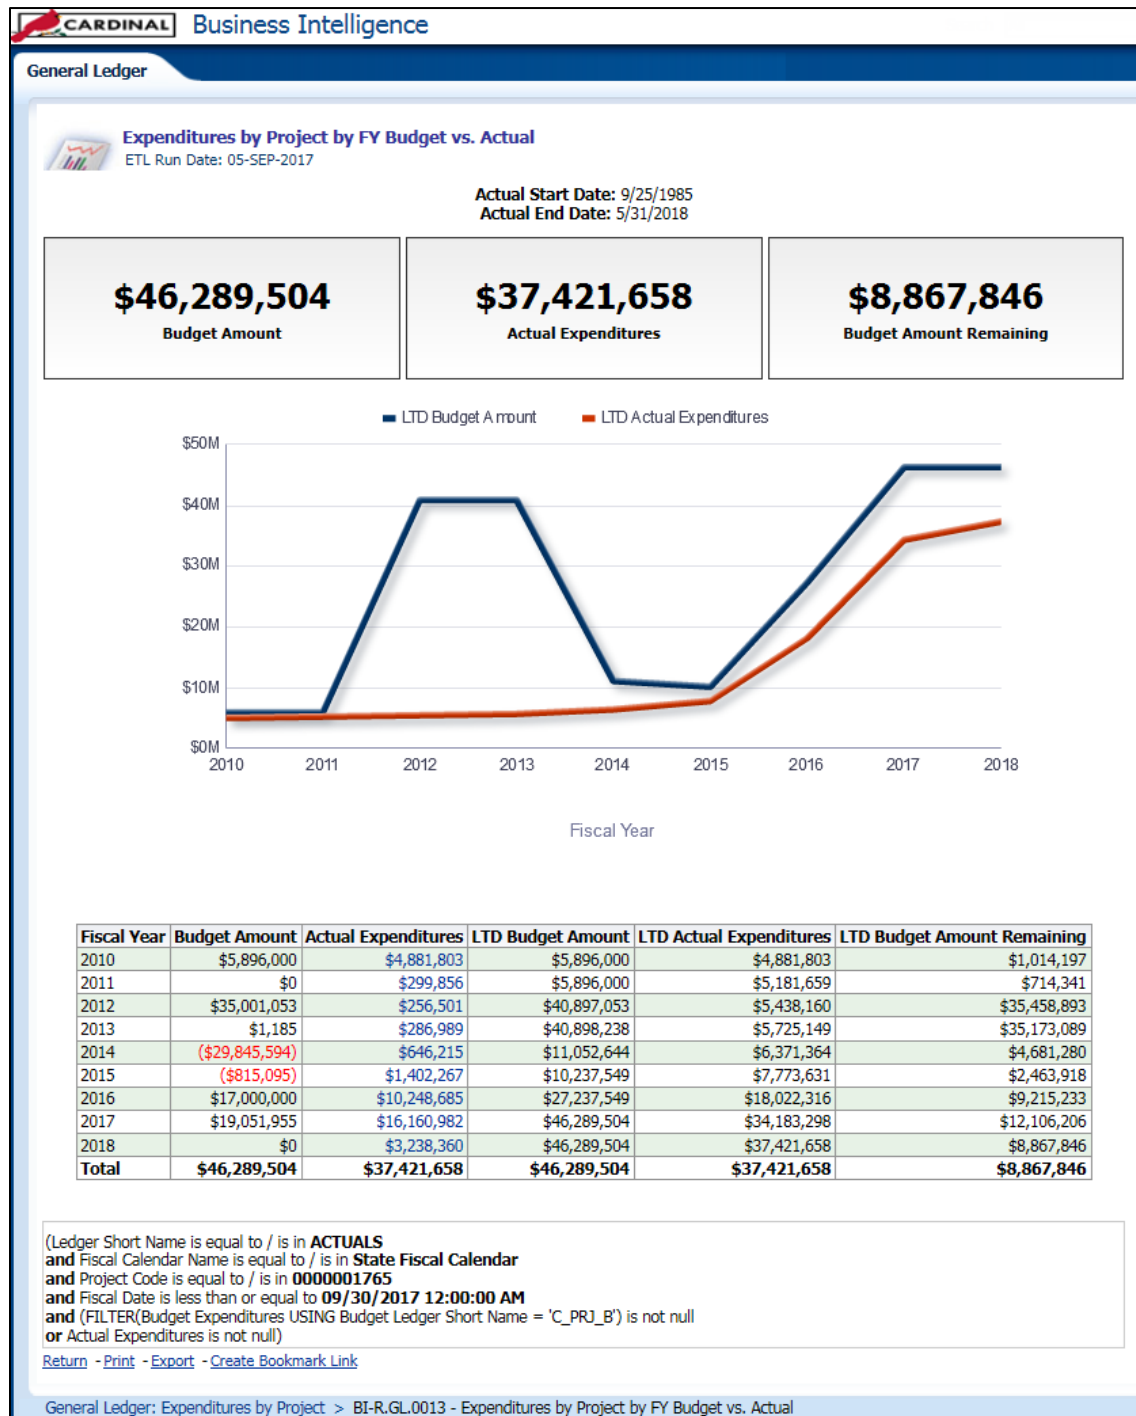 CARDINAL Business Intelligence
General Ledger
Expenditures by Project by FY Budget vs. Actual
ETL Run Date: 05-SEP-2017
Actual Start Date: 9/25/1985
Actual End Date: 5/31/2018
$46,289,504 $37,421,658 $8,867,846
Budget Amount Actual Expenditures Budget Amount Remaining
LTD Budget Amount LTD Actual Expenditures
$50M
$40M
$30M
$20M
$10M
$0M
2010 2011 2012 2013 2014 2015 2016 2017 2018
Fiscal Year
Fiscal Year Budget Amount Actual Expenditures LTD Budget Amount LTD Actual Expenditures LTD Budget Amount Remaining
2010 $5,896,000 $4,881,803 $5,896,000 $4,881,803 $1,014,197
2011 $0 $299,856 $5,896,000 $5,181,659 $714,341
2012 $35,001,053 $256,501 $40,897,053 $5,438,160 $35,458,893
2013 $1,185 $286,989 $40,898,238 $5,725,149 $35,173,089
2014 ($29,845,594) $646,215 $11,052,644 $6,371,364 $4,681,280
2015 ($815,095) $1,402,267 $10,237,549 $7,773,631 $2,463,918
2016 $17,000,000 $10,248,685 $27,237,549 $18,022,316 $9,215,233
2017 $19,051,955 $16,160,982 $46,289,504 $34,183,298 $12,106,206
2018 $0 $3,238,360 $46,289,504 $37,421,658 $8,867,846
Total $46,289,504 $37,421,658 $46,289,504 $37,421,658 $8,867,846
(Ledger Short Name is equal to / is in ACTUALS
and Fiscal Calendar Name is equal to / is in State Fiscal Calendar
and Project Code is equal to / is in 0000001765
and Fiscal Date is less than or equal to 09/30/2017 12:00:00 AM
and (FILTER(Budget Expenditures USING Budget Ledger Short Name = 'C_PRJ_B') is not null
or Actual Expenditures is not null)
Return - Print - Export - Create Bookmark Link
General Ledger: Expenditures by Project > BI-R.GL.0013 - Expenditures by Project by FY Budget vs. Actual